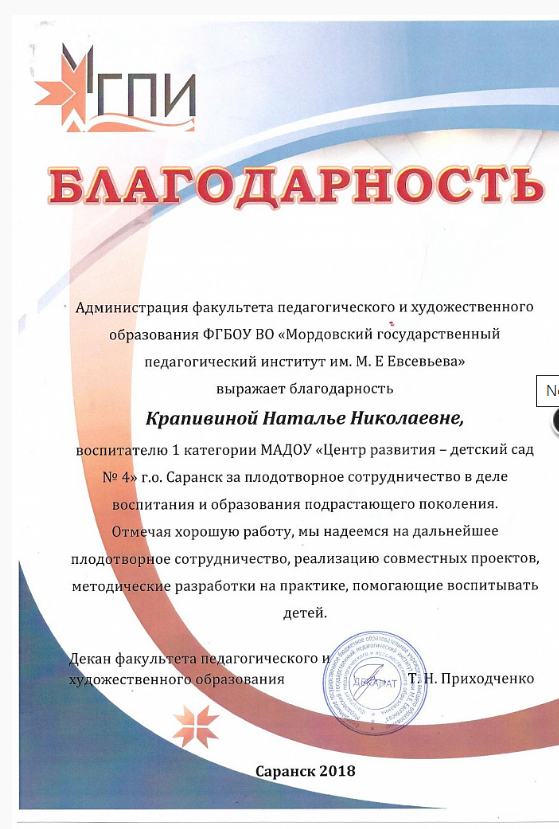 МГПИ
БЛАГОДАРНОСТЬ
Администрация факультета педагогического и художественного
образования ФГБОУ ВО «Мордовский государственный
педагогический институт им. М. Е Евсевьева»
выражает благодарность
Крапивиной Наталье Николаевне,
воспитателю 1 категории МАДОУ «Центр развития – детский сад
№ 4» г.о. Саранск за плодотворное сотрудничество в деле
воспитания и образования подрастающего поколения.
Отмечая хорошую работу, мы надеемся на дальнейшее
плодотворное сотрудничество, реализацию совместных проектов,
методические разработки на практике, помогающие воспитывать
детей.
Декан факультета педагогического и
художественного образования Т. Н. Приходченко
ДЕКАНАТ
Саранск 2018